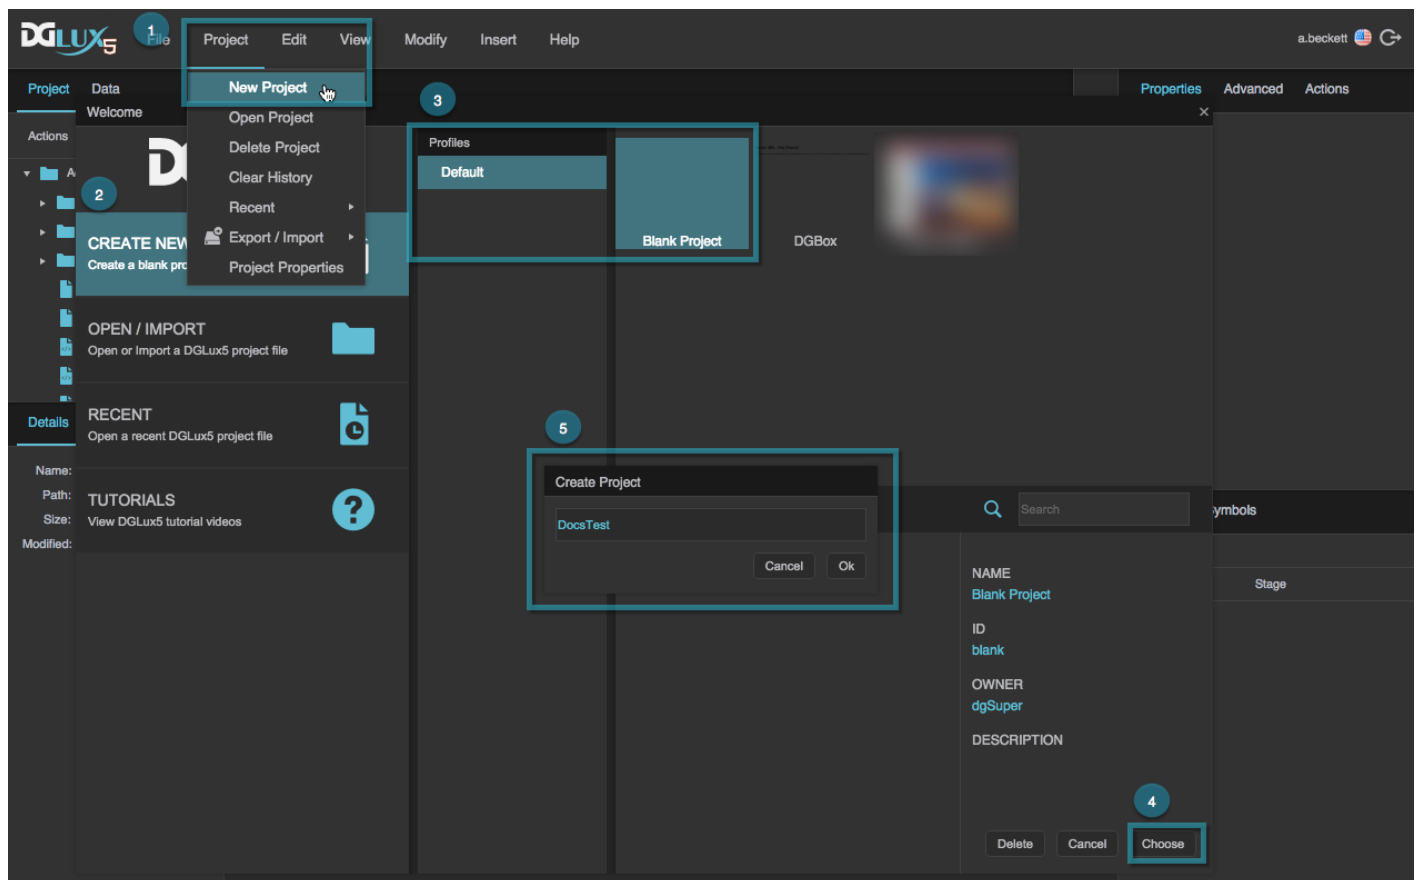 DGLUX5
1
File
Project
Edit
View
Modify
Insert
Help
a.beckett
Project
Data
New Project
3
Properties
Advanced
Actions
Welcome
Open Project
×
Actions
Delete Project
Profiles
A
Clear History
Default
2
Recent
CREATE NEW
Export / Import
Blank Project
DGBox
Create a blank pro
Project Properties
OPEN / IMPORT
Open or Import a DGLux5 project file
RECENT
Open a recent DGLux5 project file
Details
5
Name:
Create Project
Path:
TUTORIALS
?
Search
ymbols
Size:
View DGLux5 tutorial videos
DocsTest
Modified:
Cancel
Ok
NAME
Blank Project
Stage
ID
blank
OWNER
dgSuper
DESCRIPTION
4
Delete
Cancel
Choose